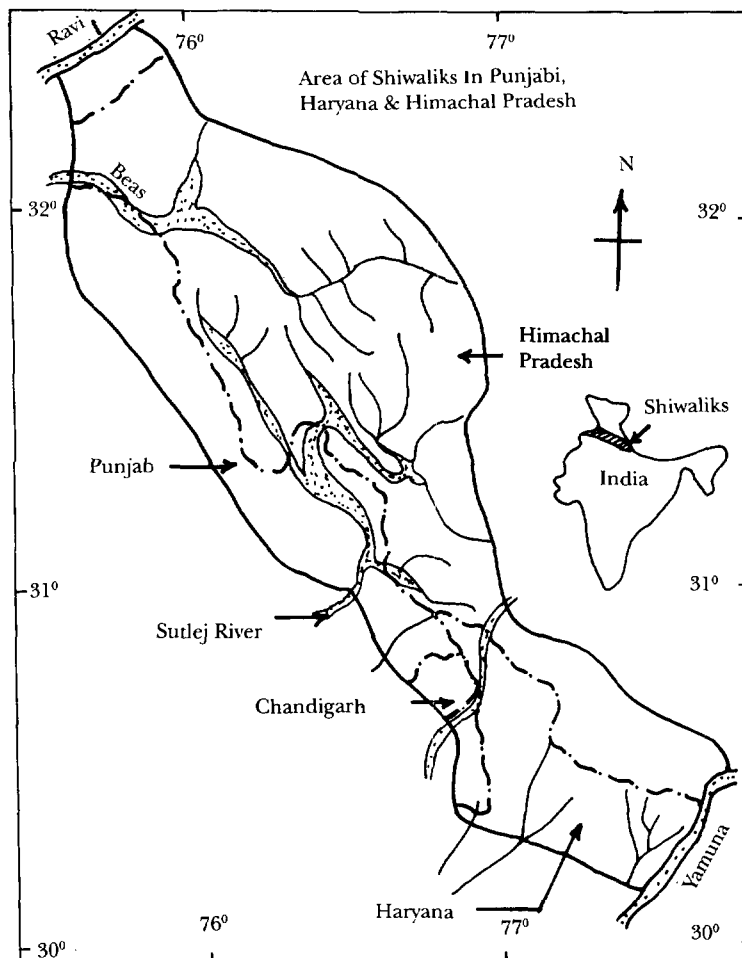 Ravi
76⁰
77⁰
Area of Shiwaliks In Punjabi,
Haryana & Himachal Pradesh
Beas
N
32⁰
32⁰
Himachal
Pradesh
Shiwaliks
Punjab
India
31⁰
31⁰
Sutlej River
Chandigarh
Yamuna
Haryana
76⁰
77⁰
30⁰
30⁰